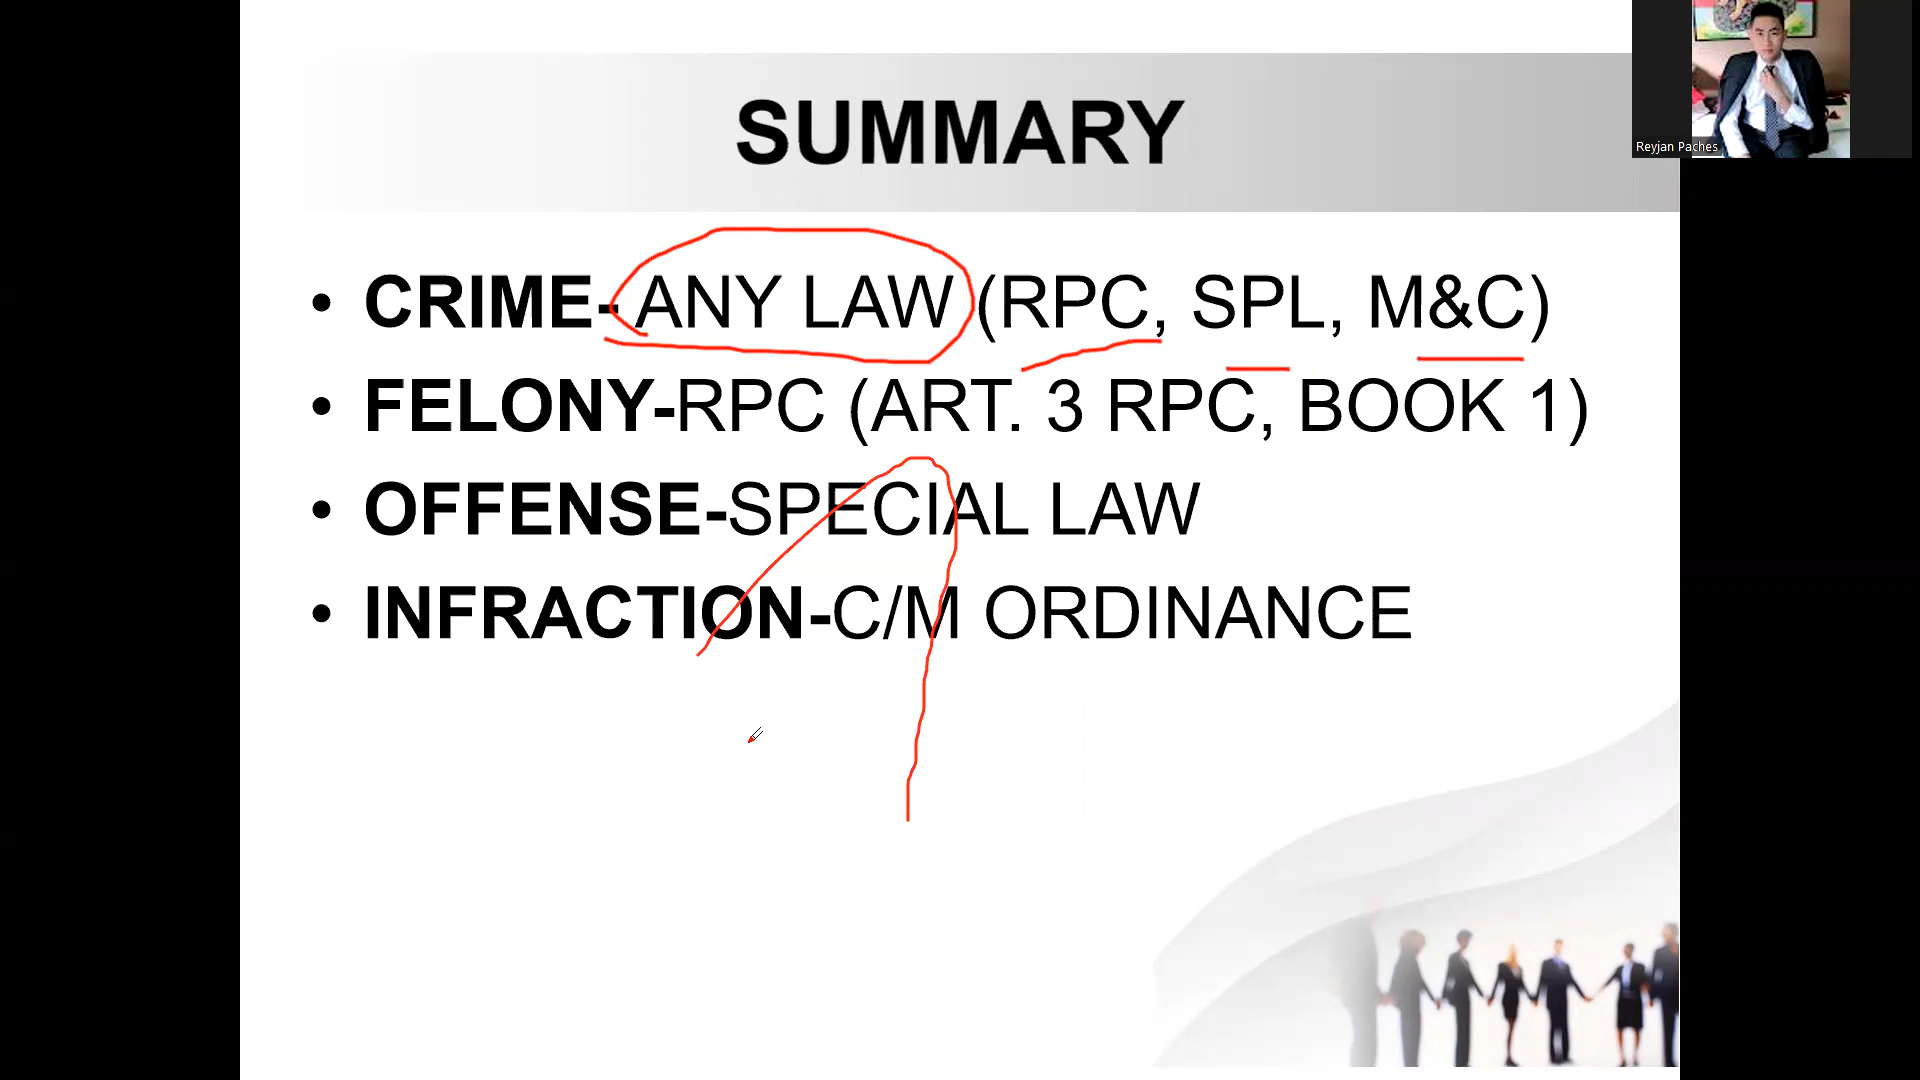 SUMMARY
Reyjan Paches
• CRIME- ANY LAW (RPC, SPL, M&C)
• FELONY-RPC (ART. 3 RPC, BOOK 1)
• OFFENSE-SPECIAL LAW
• INFRACTION-C/M ORDINANCE